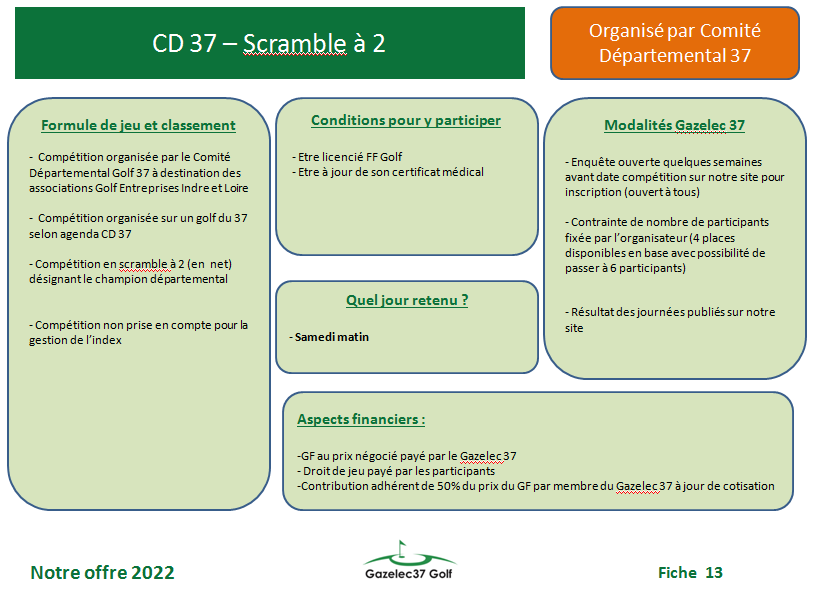 CD 37 – Scramble à 2
Organisé par Comité
Départemental 37
Formule de jeu et classement
- Compétition organisée par le Comité
Départemental Golf 37 à destination des
associations Golf Entreprises Indre et Loire
- Compétition organisée sur un golf du 37
selon agenda CD 37
- Compétition en scramble à 2 (en net)
désignant le champion départemental
- Compétition non prise en compte pour la
gestion de l'index
Conditions pour y participer
- Etre licencié FF Golf
- Etre à jour de son certificat médical
Quel jour retenu ?
- Samedi matin
Modalités Gazelec 37
- Enquête ouverte quelques semaines
avant date compétition sur notre site pour
inscription (ouvert à tous)
- Contrainte de nombre de participants
fixée par l'organisateur (4 places
disponibles en base avec possibilité de
passer à 6 participants)
- Résultat des journées publiés sur notre
site
Aspects financiers :
-GF au prix négocié payé par le Gazelec 37
- Droit de jeu payé par les participants
-Contribution adhérent de 50% du prix du GF par membre du Gazelec 37 à jour de cotisation
Notre offre 2022
Gazelec37 Golf
Fiche 13